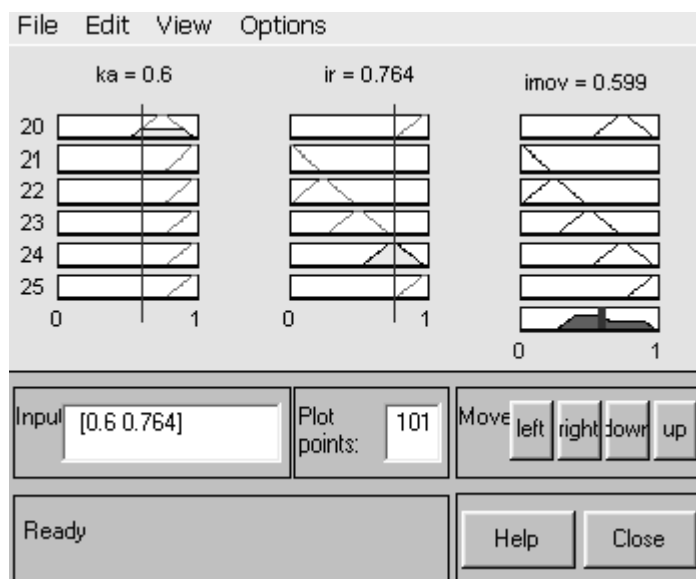 File Edit View Options
ka = 0.6 ir = 0.764 imov = 0.599
20
21
22
23
24
25
0 1 0 1
0 1
Input [0.6 0.764] Plot points: 101 Move left right down up
Ready Help Close